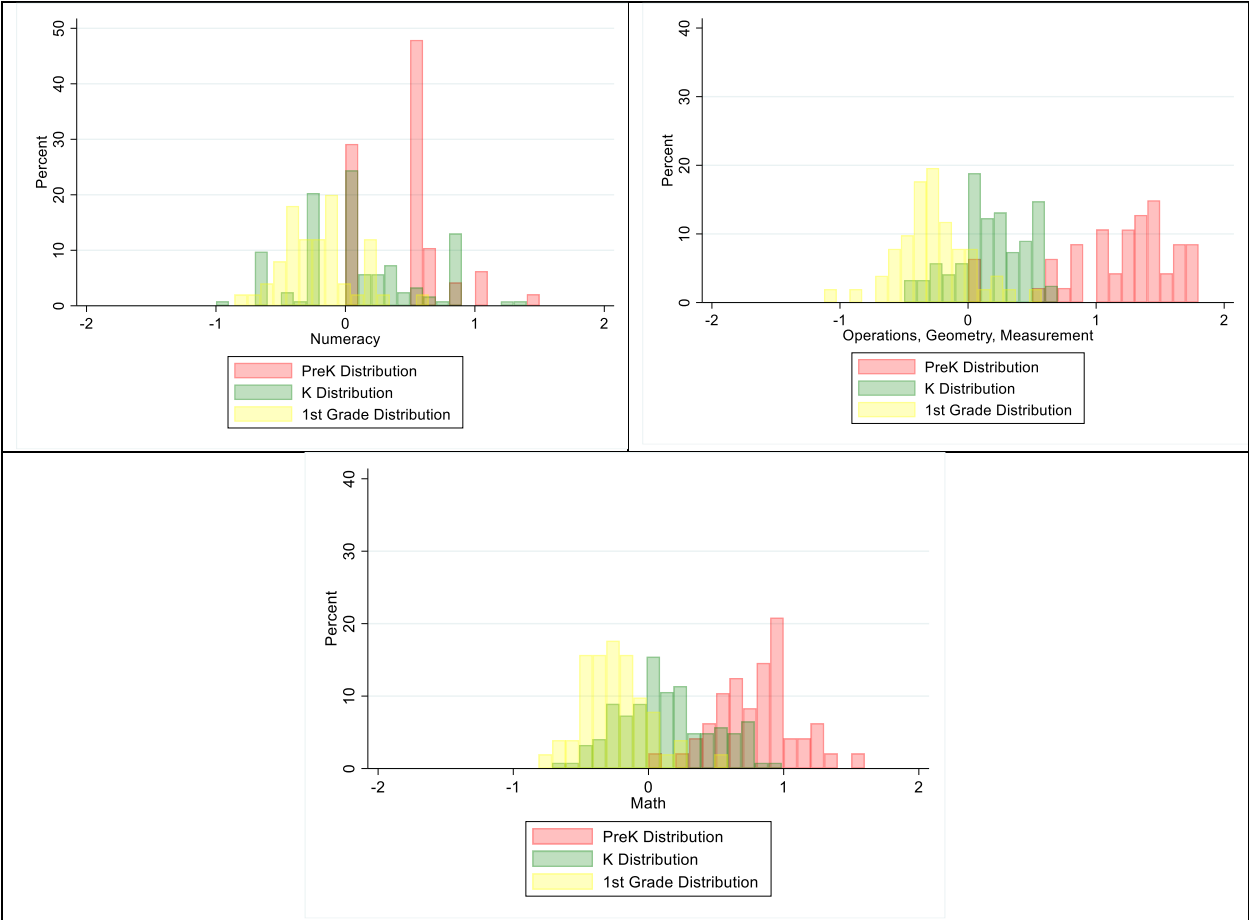 50
40
30
20
10
0
Percent
-2 -1 0 1 2
Numeracy
PreK Distribution
K Distribution
1st Grade Distribution
40
30
20
10
0
Percent
-2 -1 0 1 2
Operations, Geometry, Measurement
PreK Distribution
K Distribution
1st Grade Distribution
40
30
20
10
0
Percent
-2 -1 0 1 2
Math
PreK Distribution
K Distribution
1st Grade Distribution